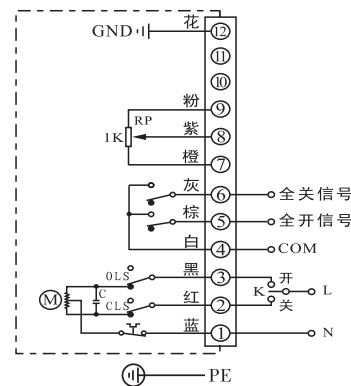 GND 花 12
11
10
粉 9
RP 紫 8
1K
橙 7
灰 6 全关信号
棕 5 全开信号
白 4 COM
OLS 黑 3 开
K L
M C CLS 红 2 关
蓝 1 N
PE